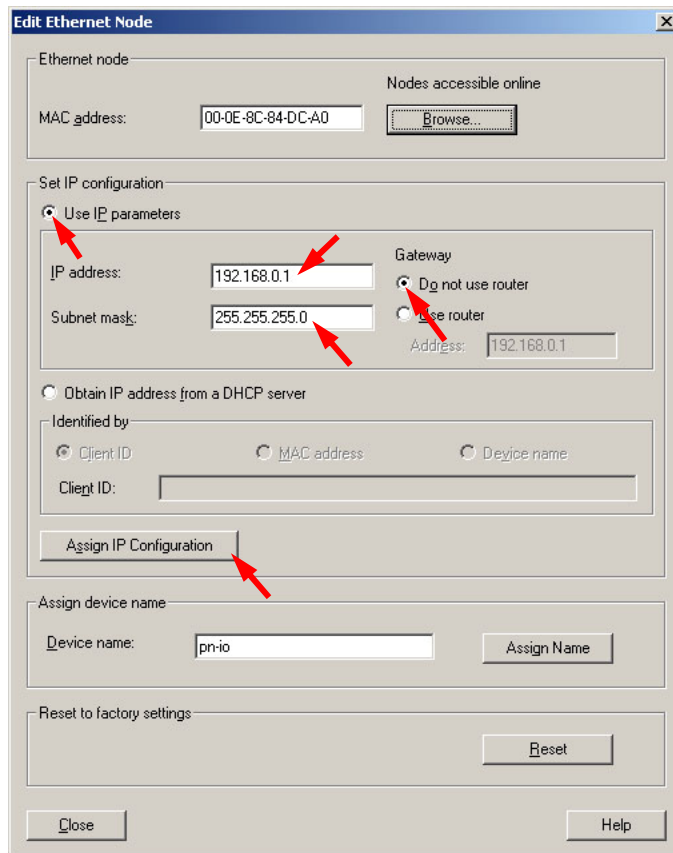 Edit Ethernet Node
Ethernet node
Nodes accessible online
MAC address: 00-0E-8C-84-DC-A0 Browse...
Set IP configuration
Use IP parameters
Gateway
IP address: 192.168.0.1
Do not use router
Subnet mask: 255.255.255.0
Use router
Address: 192.168.0.1
Obtain IP address from a DHCP server
Identified by
Client ID MAC address Device name
Client ID:
Assign IP Configuration
Assign device name
Device name: pn-io Assign Name
Reset to factory settings
Reset
Close Help